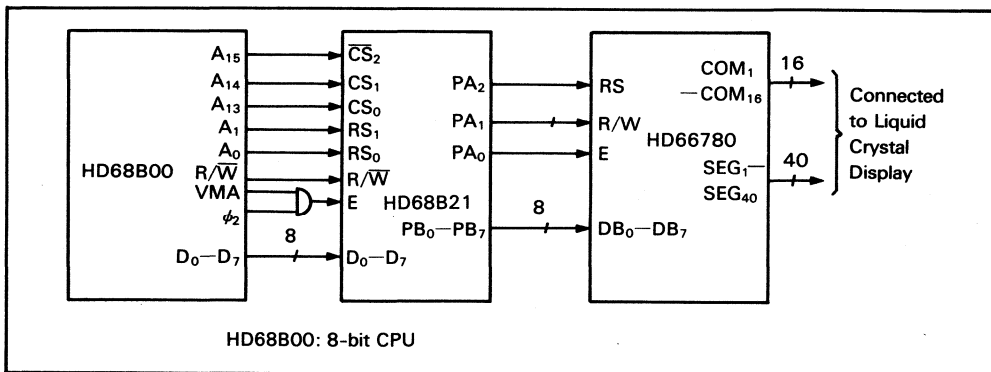 A₁₅
A₁₄
A₁₃
A₁
A₀
HD68B00
R/W̅
VMA
ϕ₂
8
D₀—D₇
C̅S̅₂
CS₁
CS₀
RS₁
RS₀
R/W̅
E
HD68B21
D₀—D₇
PA₂
PA₁
PA₀
8
PB₀—PB₇
RS
R/W
HD66780
E
DB₀—DB₇
COM₁
—COM₁₆
16
SEG₁—
SEG₄₀
40
Connected
to Liquid
Crystal
Display
HD68B00: 8-bit CPU